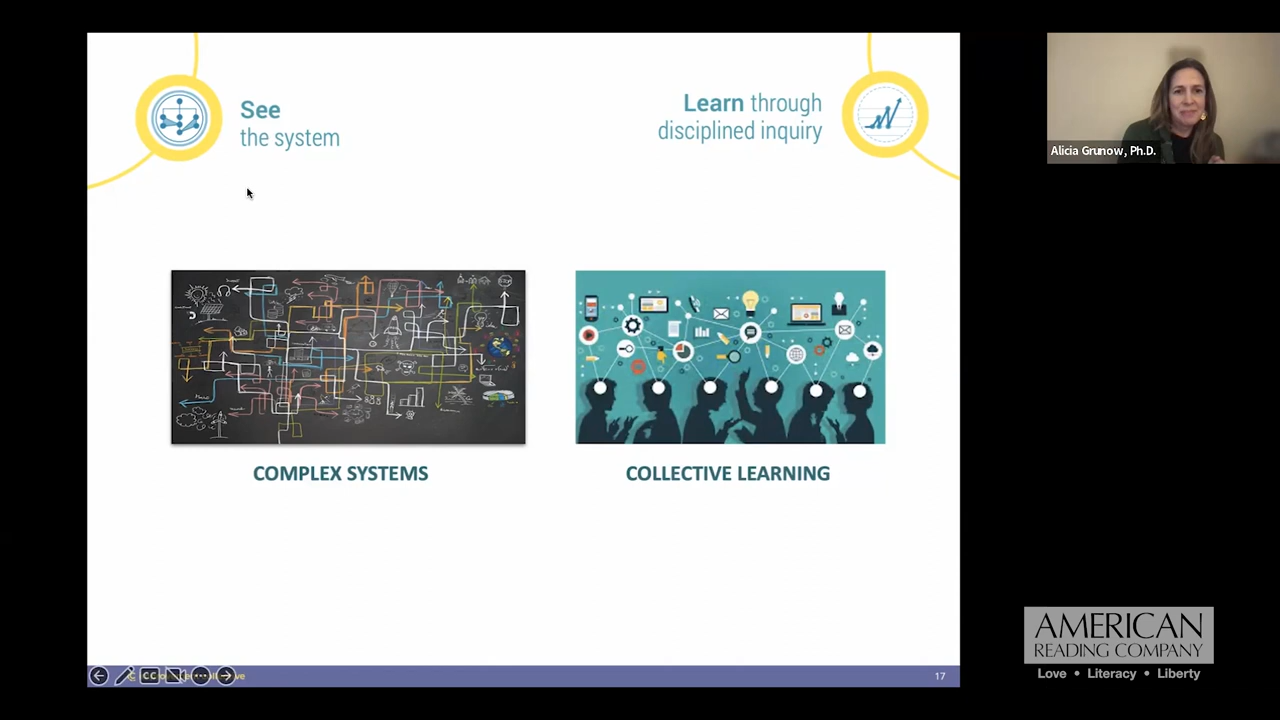 See
the system
Learn through
disciplined inquiry
Alicia Grunow, Ph.D.
COMPLEX SYSTEMS
COLLECTIVE LEARNING
CC
17
AMERICAN
READING COMPANY
Love • Literacy • Liberty